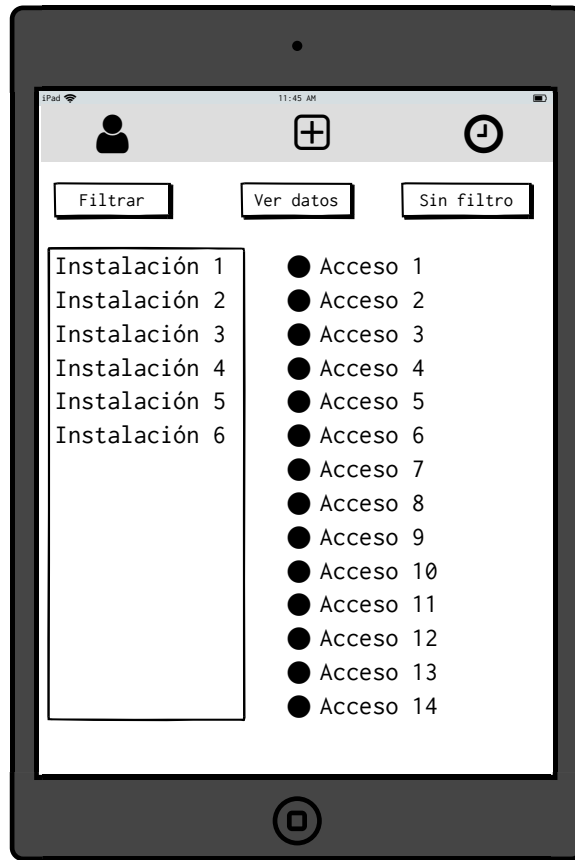 iPad 11:45 AM
Filtrar Ver datos Sin filtro
Instalación 1
Instalación 2
Instalación 3
Instalación 4
Instalación 5
Instalación 6
Acceso 1
Acceso 2
Acceso 3
Acceso 4
Acceso 5
Acceso 6
Acceso 7
Acceso 8
Acceso 9
Acceso 10
Acceso 11
Acceso 12
Acceso 13
Acceso 14